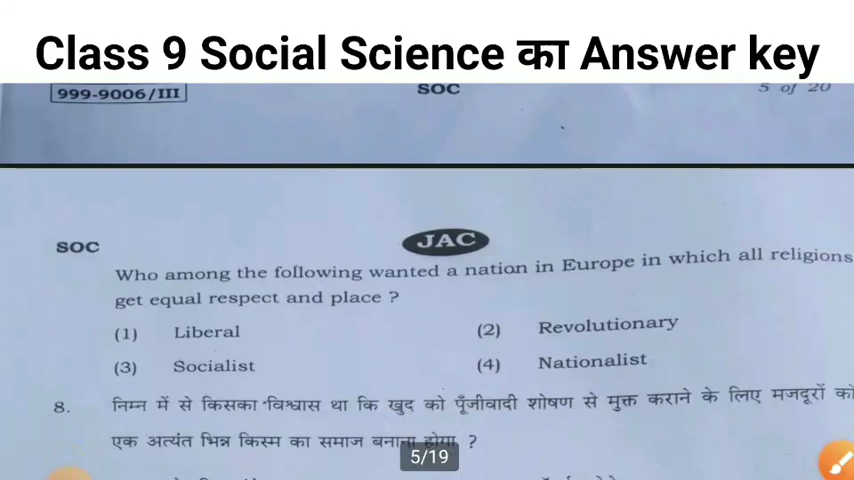 Class 9 Social Science का Answer key
999-9006/III SOC 5 of 20
SOC JAC
Who among the following wanted a nation in Europe in which all religions
get equal respect and place ?
(1) Liberal (2) Revolutionary
(3) Socialist (4) Nationalist
8. निम्न में से किसका विश्वास था कि खुद को पूँजीवादी शोषण से मुक्त कराने के लिए मजदूरों को
एक अत्यंत भिन्न किस्म का समाज बनाना होगा ?
5/19